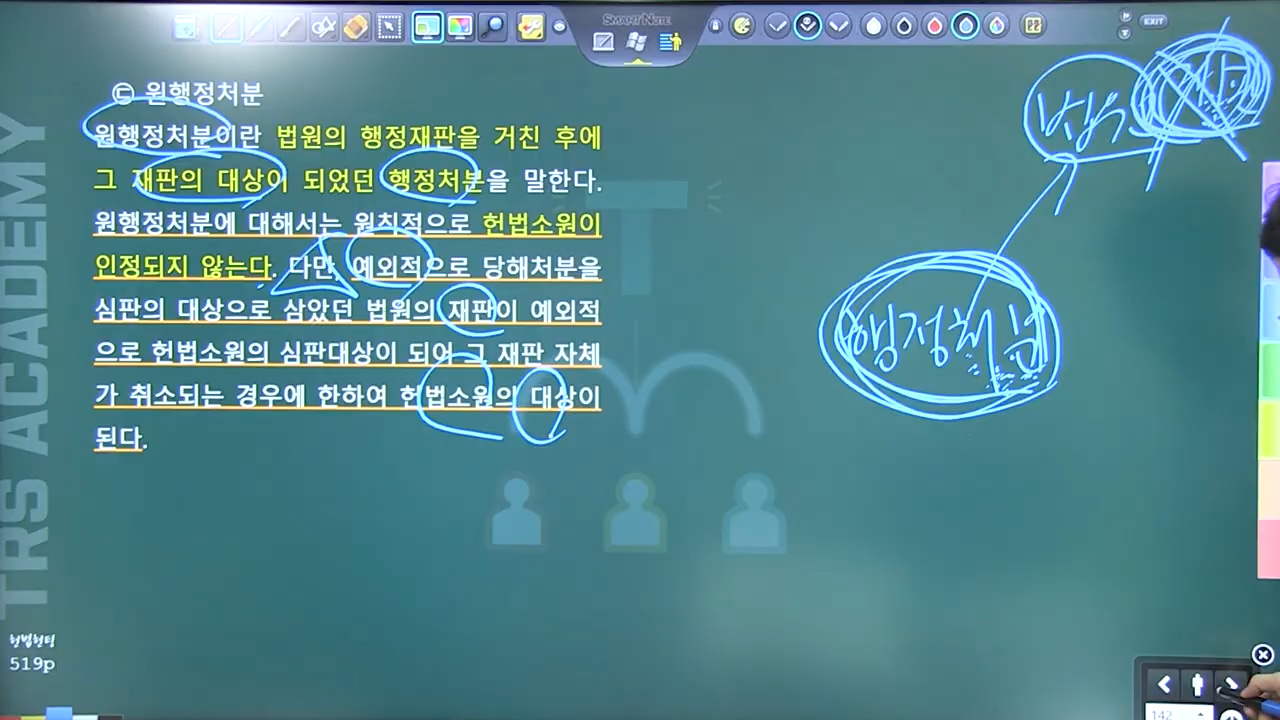 SMARTNOTE
EXIT
ⓒ 원행정처분
원행정처분이란 법원의 행정재판을 거친 후에
그 재판의 대상이 되었던 행정처분을 말한다.
원행정처분에 대해서는 원칙적으로 헌법소원이
인정되지 않는다. 다만, 예외적으로 당해처분을
심판의 대상으로 삼았던 법원의 재판이 예외적
으로 헌법소원의 심판대상이 되어 그 재판 자체
가 취소되는 경우에 한하여 헌법소원의 대상이
된다.
행정처분
TRS ACADEMY
헌법헌터
519p
142